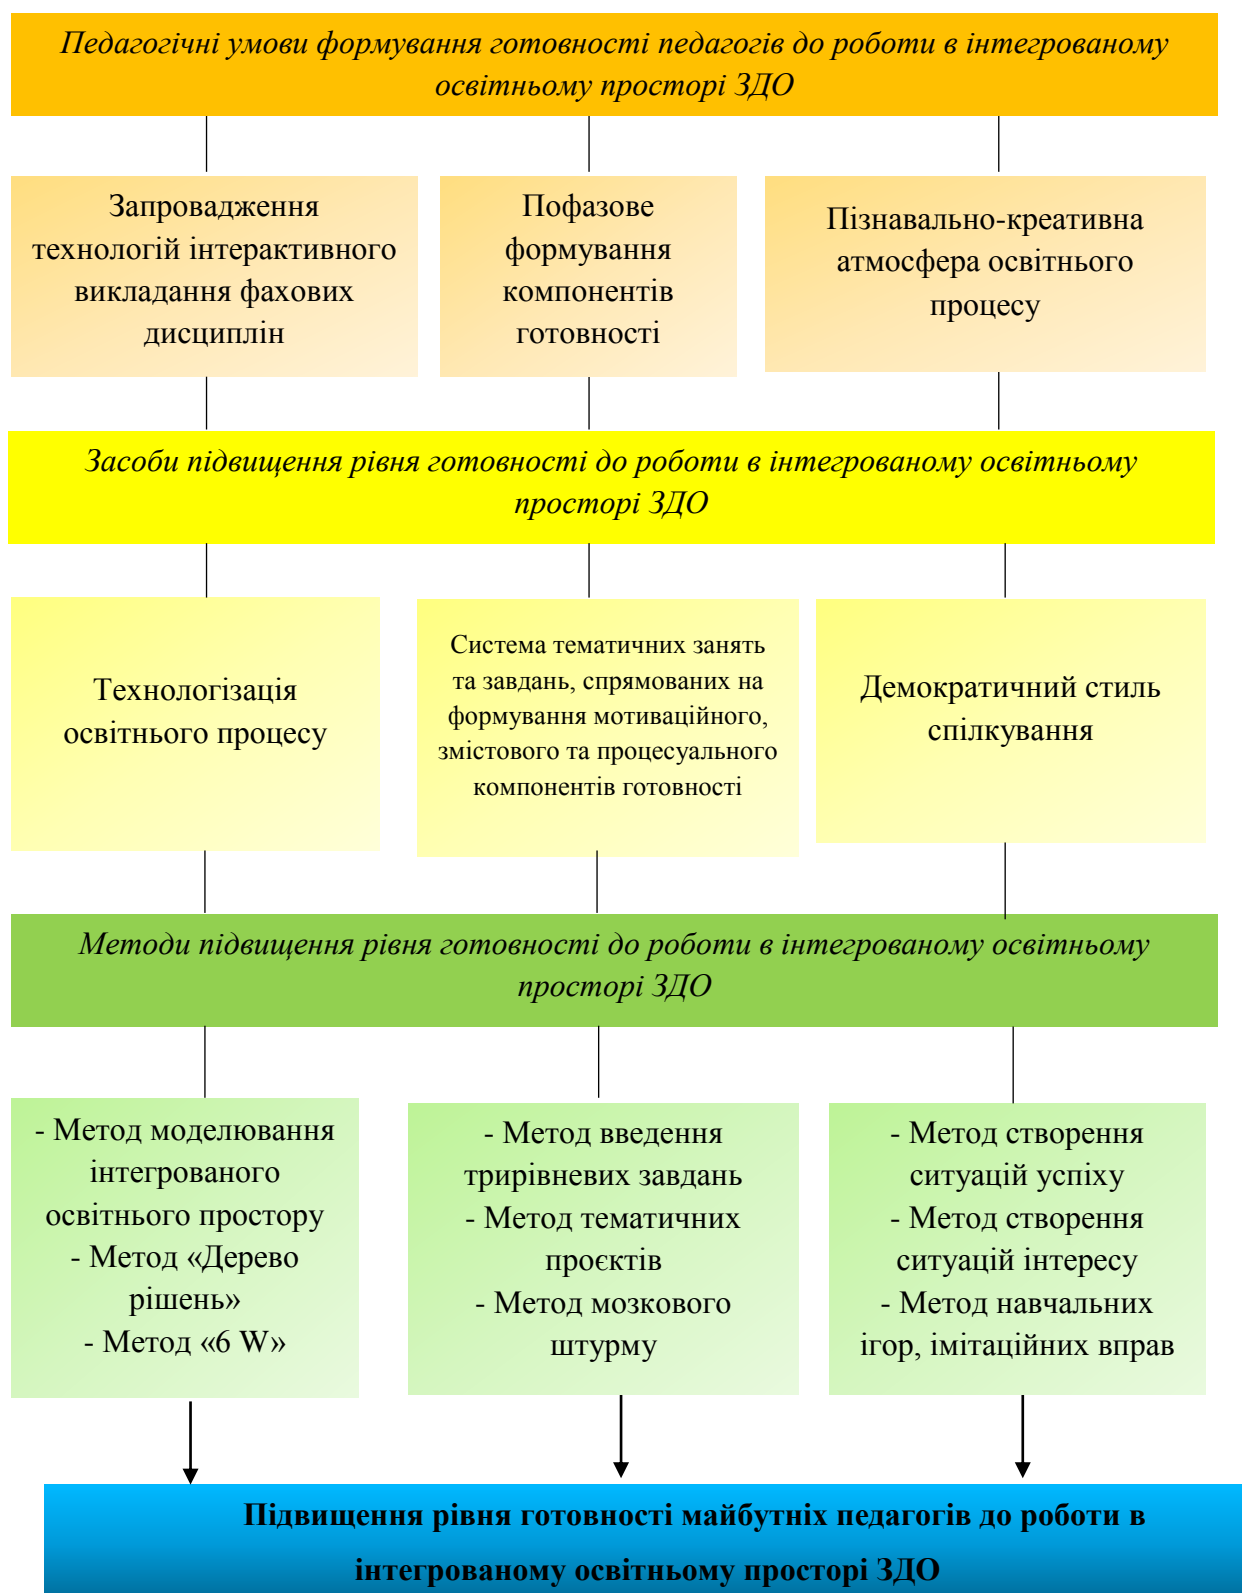 Педагогічні умови формування готовності педагогів до роботи в інтегрованому
освітньому просторі ЗДО
Запровадження
технологій інтерактивного
викладання фахових
дисциплін
Пофазове
формування
компонентів
готовності
Пізнавально-креативна
атмосфера освітнього
процесу
Засоби підвищення рівня готовності до роботи в інтегрованому освітньому
просторі ЗДО
Технологізація
освітнього процесу
Система тематичних занять
та завдань, спрямованих на
формування мотиваційного,
змістового та процесуального
компонентів готовності
Демократичний стиль
спілкування
Методи підвищення рівня готовності до роботи в інтегрованому освітньому
просторі ЗДО
- Метод моделювання
інтегрованого
освітнього простору
- Метод «Дерево
рішень»
- Метод «6 W»
- Метод введення
трирівневих завдань
- Метод тематичних
проєктів
- Метод мозкового
штурму
- Метод створення
ситуацій успіху
- Метод створення
ситуацій інтересу
- Метод навчальних
ігор, імітаційних вправ
Підвищення рівня готовності майбутніх педагогів до роботи в
інтегрованому освітньому просторі ЗДО